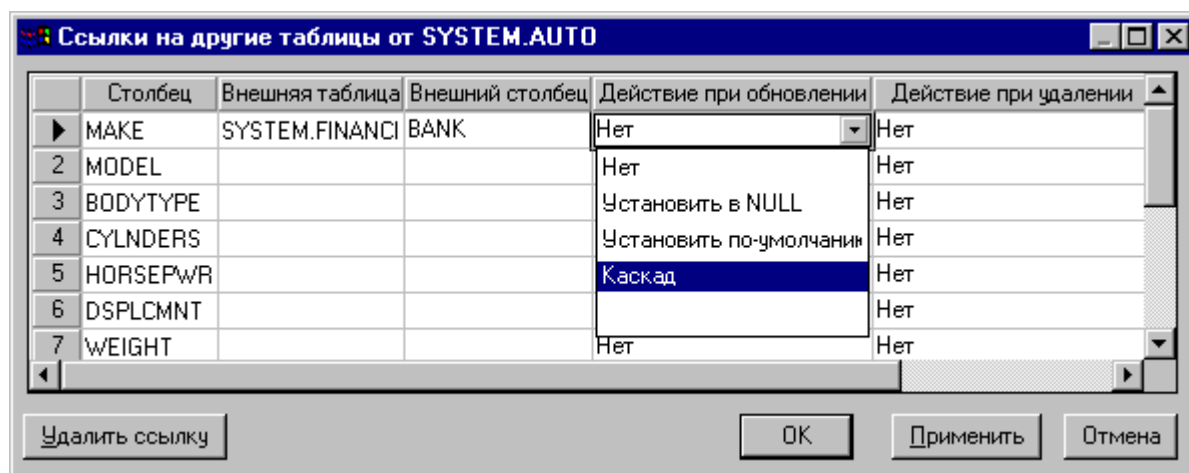 Ссылки на другие таблицы от SYSTEM.AUTO
Столбец Внешняя таблица Внешний столбец Действие при обновлении Действие при удалении
MAKE SYSTEM.FINANCI BANK Нет Нет
2 MODEL Нет Нет
3 BODYTYPE Установить в NULL Нет
4 CYLNDERS Установить по-умолчани Нет
5 HORSEPWR Каскад Нет
6 DSPLCMNT Нет
7 WEIGHT Нет Нет
Удалить ссылку OK Применить Отмена